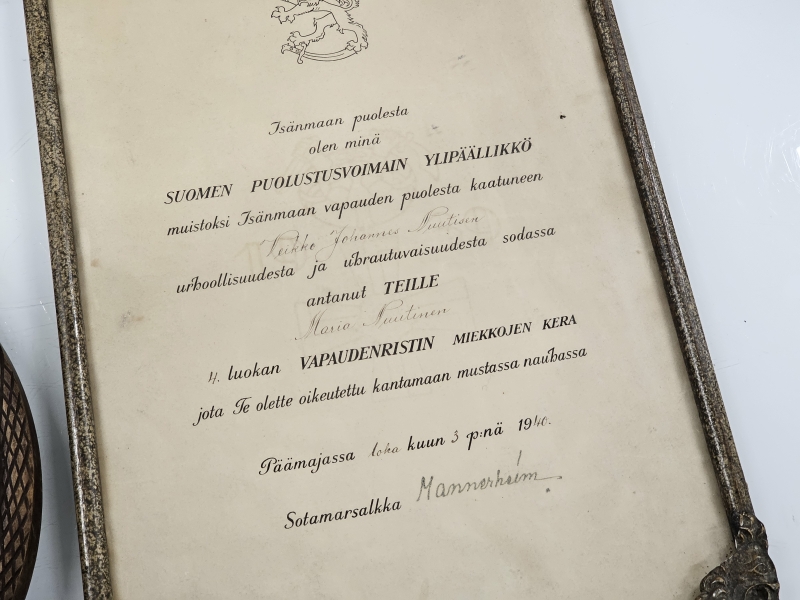 Isänmaan puolesta
olen minä
SUOMEN PUOLUSTUSVOIMAIN YLIPÄÄLLIKKÖ
muistoksi Isänmaan vapauden puolesta kaatuneen
Veikko Johannes Nuutisen
urhoollisuudesta ja uhrautuvaisuudesta sodassa
antanut TEILLE
Maria Nuutinen
4. luokan VAPAUDENRISTIN MIEKKOJEN KERA
jota Te olette oikeutettu kantamaan mustassa nauhassa
Päämajassa loka kuun 3 p:nä 1940.
Sotamarsalkka Mannerheim.